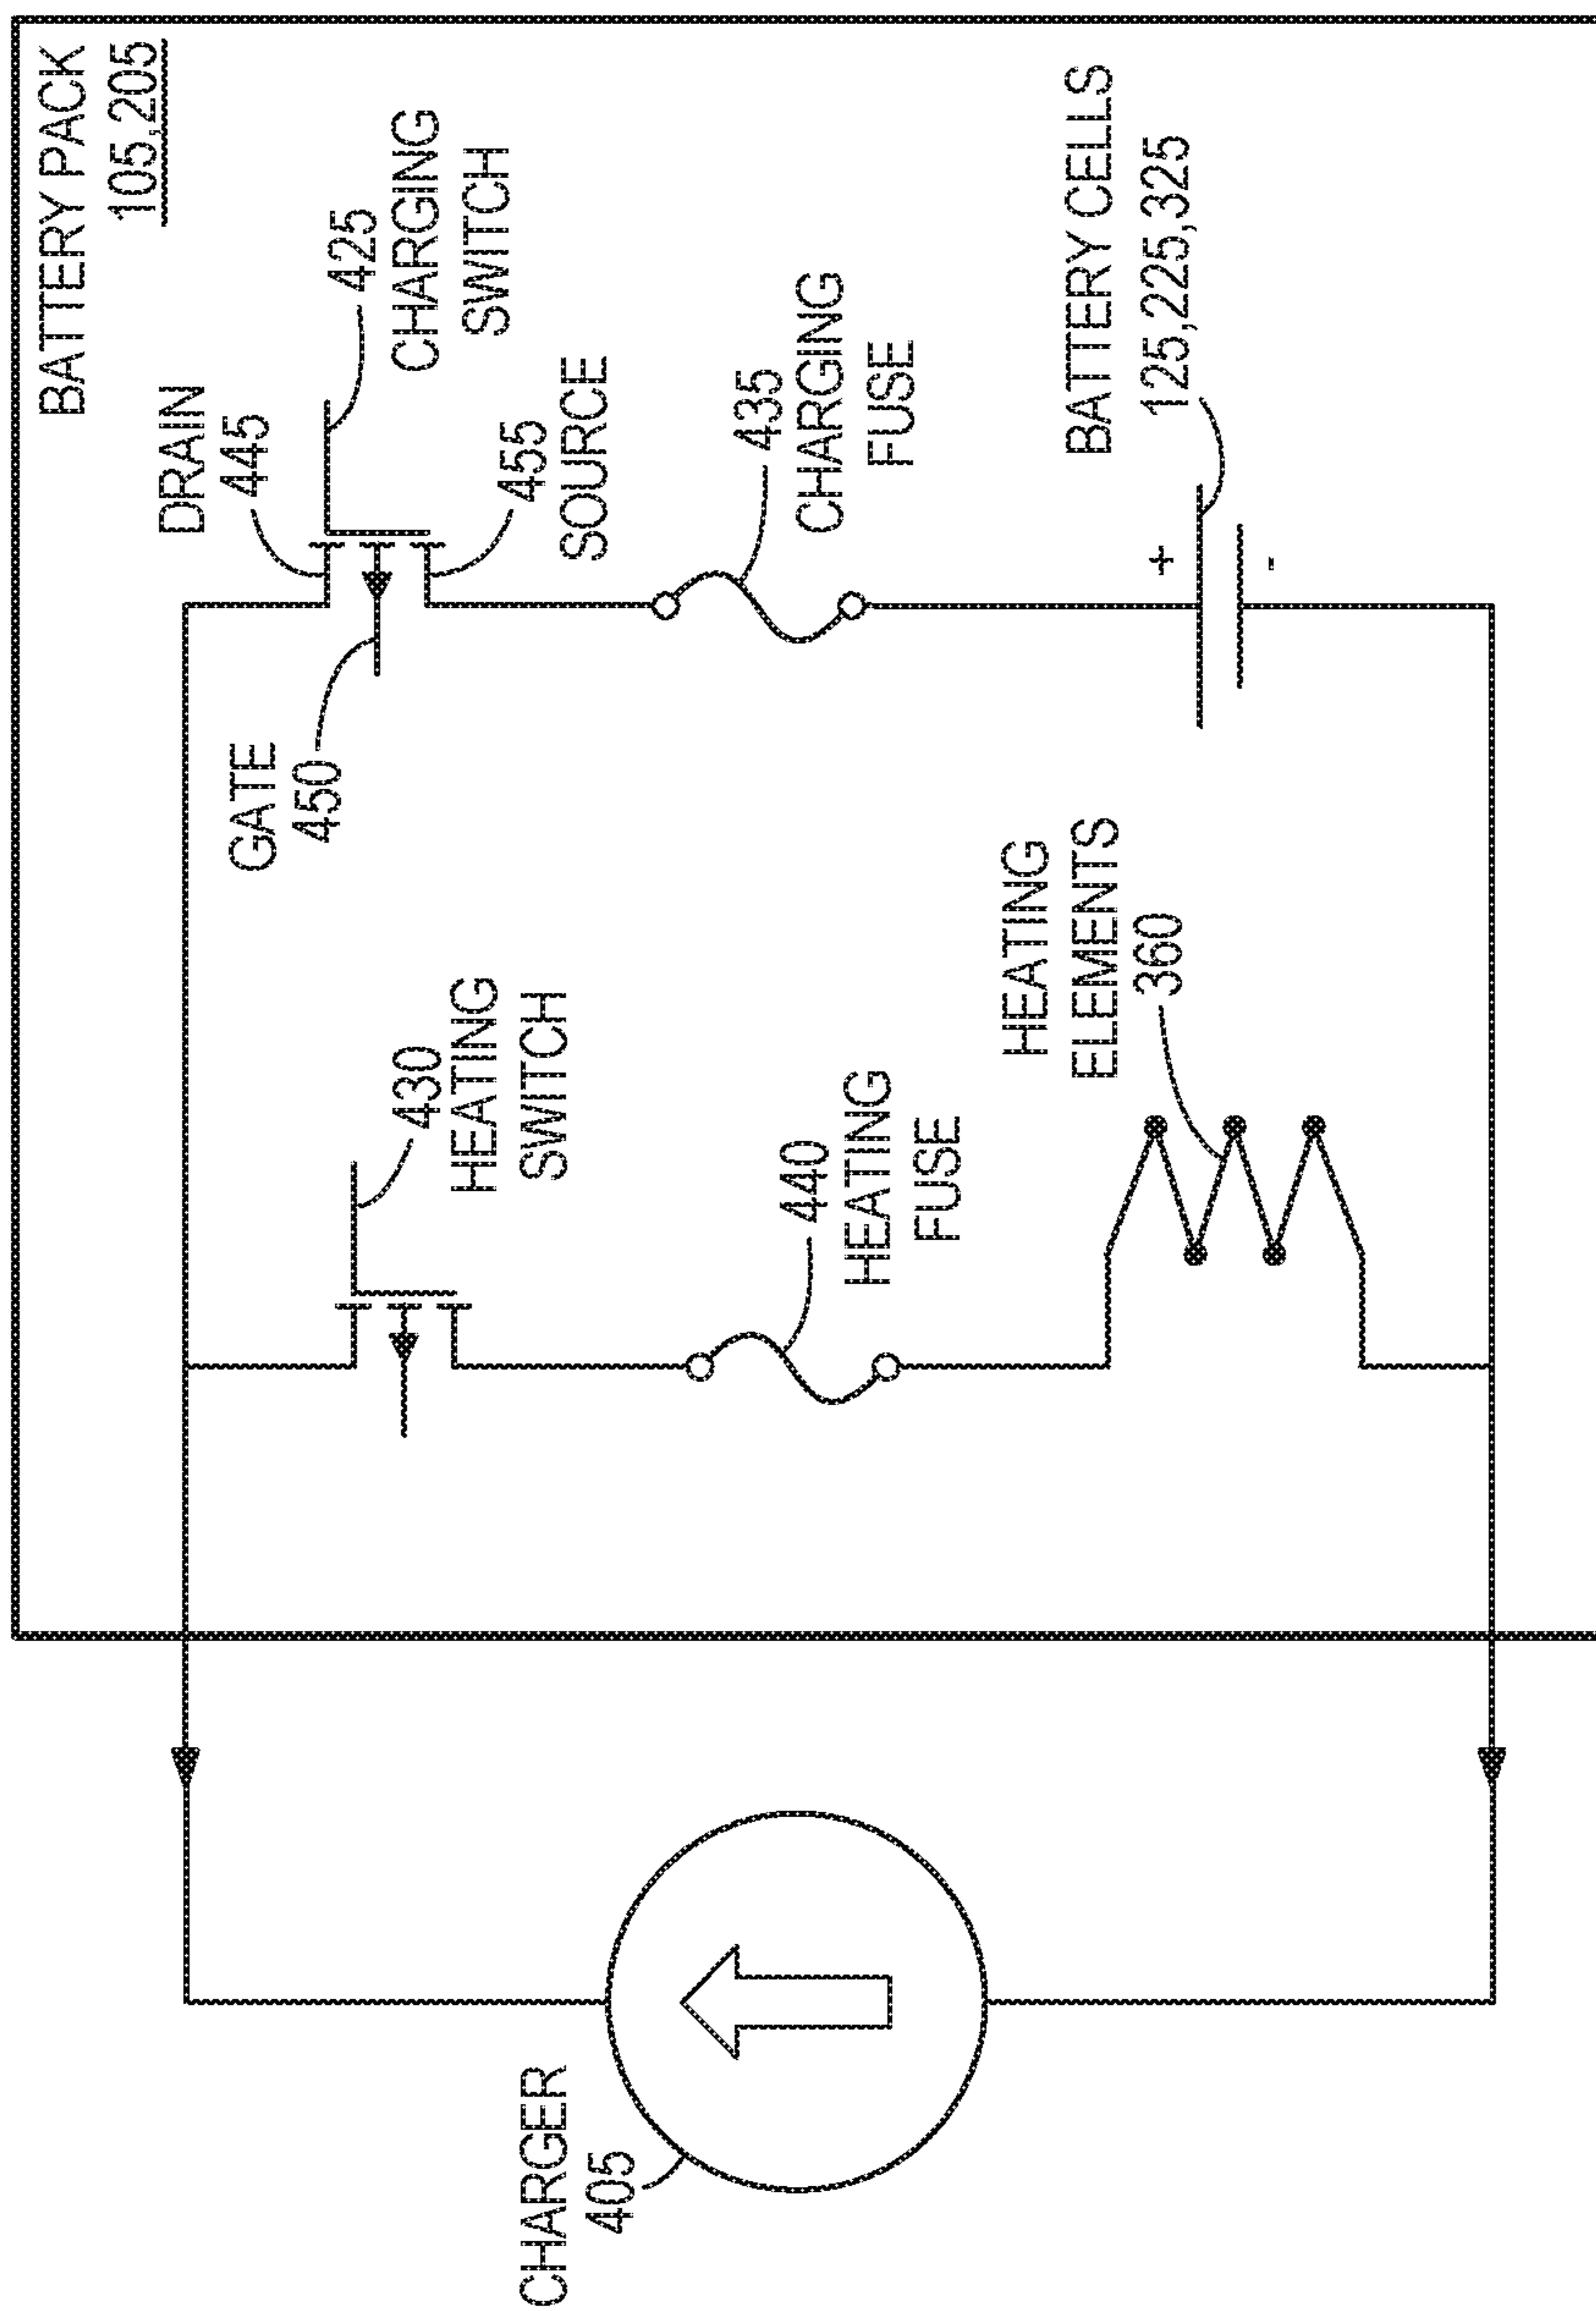 BATTERY PACK
105,205
DRAIN
445
425
CHARGING
SWITCH
GATE
450
455
SOURCE
430
HEATING
SWITCH
435
CHARGING
FUSE
440
HEATING
FUSE
CHARGER
405
HEATING
ELEMENTS
360
BATTERY CELLS
125,225,325
+
-